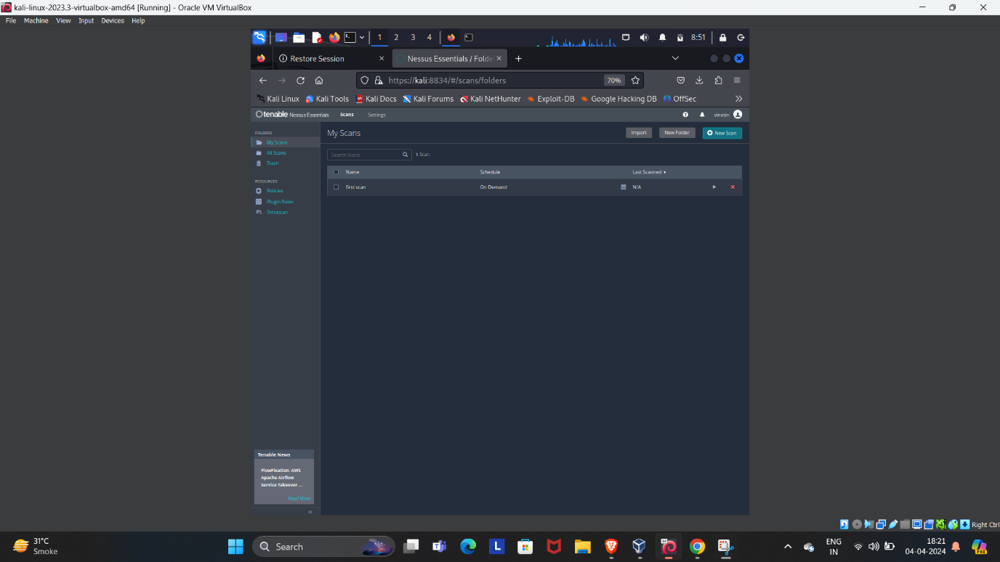 kali-linux-2023.3-virtualbox-amd64 [Running] - Oracle VM VirtualBox
File Machine View Input Devices Help
1 2 3 4 8:51
Restore Session Nessus Essentials / Folde
https://kali:8834/#/scans/folders 70%
Kali Linux Kali Tools Kali Docs Kali Forums Kali NetHunter Exploit-DB Google Hacking DB OffSec
tenable Nessus Essentials Scans Settings vinixsin
FOLDERS
My Scans
All Scans
Trash
RESOURCES
Policies
Plugin Rules
Terrascan
My Scans Import New Folder New Scan
Search Scans 1 Scan
Name Schedule Last Scanned
first scan On Demand N/A
Tenable News
FlowFixation: AWS
Apache Airflow
Service Takeover ...
Read More
Right Ctrl
31°C
Smoke
Search
L
PRE
ENG
IN
18:21
04-04-2024